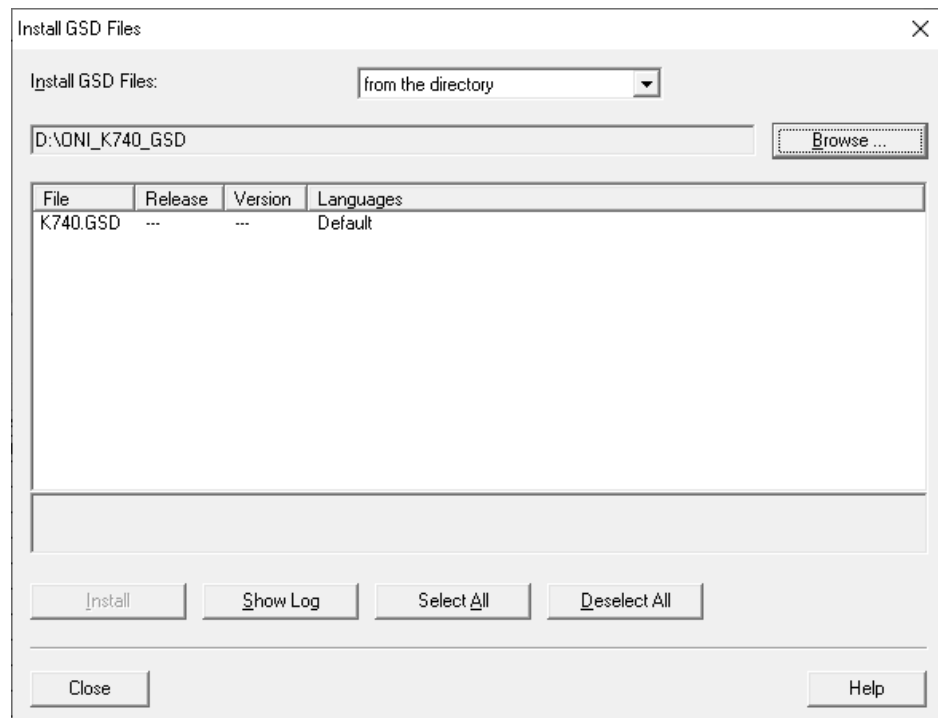 Install GSD Files
Install GSD Files: from the directory
D:\ONI_K740_GSD Browse ...
File Release Version Languages
K740.GSD --- --- Default
Install Show Log Select All Deselect All
Close Help